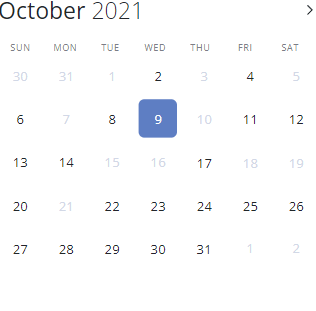 October 2021 >
SUN MON TUE WED THU FRI SAT
30 31 1 2 3 4 5
6 7 8 9 10 11 12
13 14 15 16 17 18 19
20 21 22 23 24 25 26
27 28 29 30 31 1 2